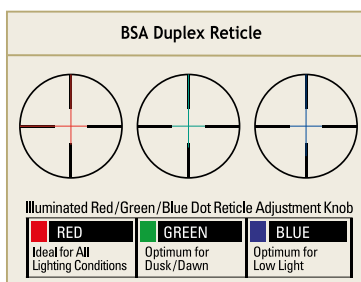 BSA Duplex Reticle
Illuminated Red/Green/Blue Dot Reticle Adjustment Knob
RED
Ideal for All
Lighting Conditions
GREEN
Optimum for
Dusk/Dawn
BLUE
Optimum for
Low Light